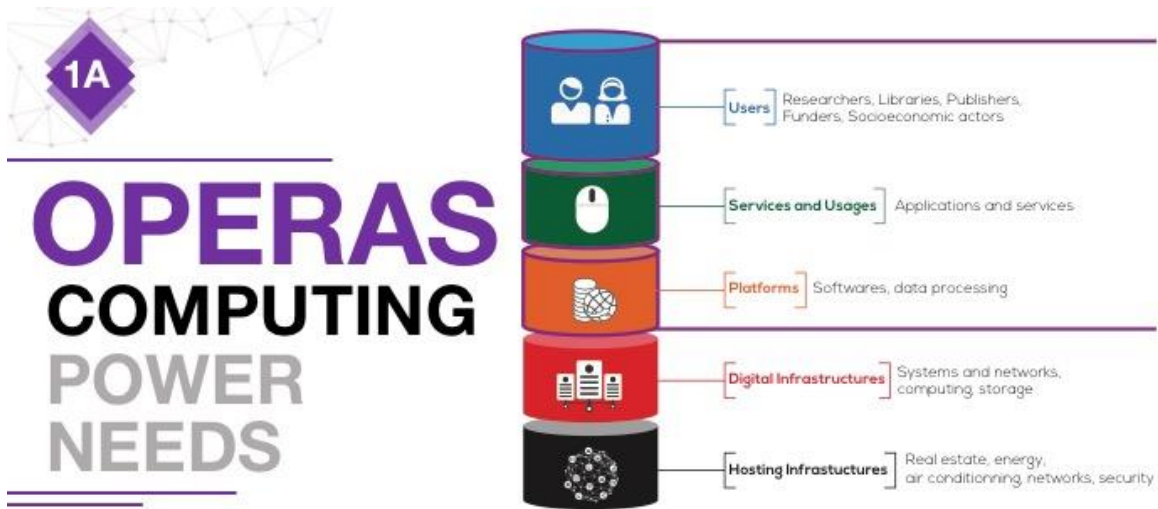 1A
OPERAS
COMPUTING
POWER
NEEDS
Users
Researchers, Libraries, Publishers,
Funders, Socioeconomic actors
Services and Usages
Applications and services
Platforms
Softwares, data processing
Digital Infrastructures
Systems and networks,
computing, storage
Hosting Infrastuctures
Real estate, energy,
air conditionning, networks, security